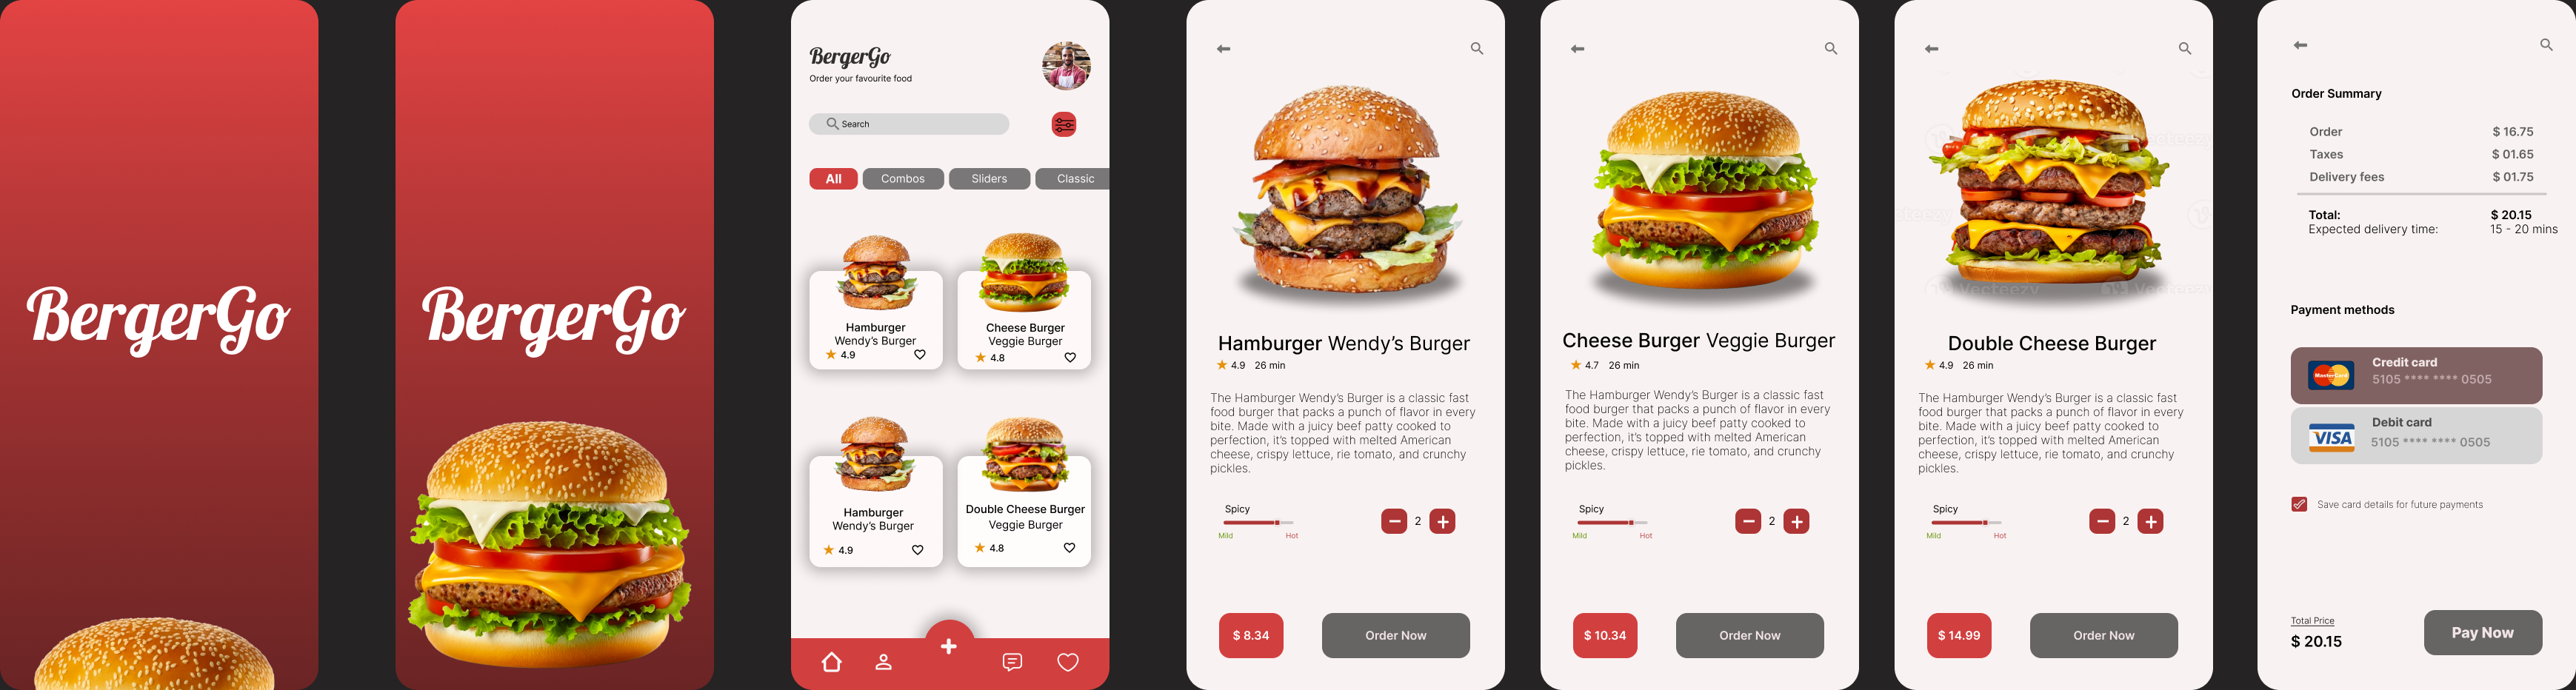 BergerGo
BergerGo
BergerGo
Order your favourite food
Search
All
Combos
Sliders
Classic
Hamburger
Wendy's Burger
4.9
Cheese Burger
Veggie Burger
4.8
Hamburger
Wendy's Burger
4.9
Double Cheese Burger
Veggie Burger
4.8
Hamburger Wendy's Burger
4.9 26 min
The Hamburger Wendy's Burger is a classic fast
food burger that packs a punch of flavor in every
bite. Made with a juicy beef patty cooked to
perfection, it's topped with melted American
cheese, crispy lettuce, rie tomato, and crunchy
pickles.
Spicy
Mild Hot
2
$ 8.34
Order Now
Cheese Burger Veggie Burger
4.7 26 min
The Hamburger Wendy's Burger is a classic fast
food burger that packs a punch of flavor in every
bite. Made with a juicy beef patty cooked to
perfection, it's topped with melted American
cheese, crispy lettuce, rie tomato, and crunchy
pickles.
Spicy
Mild Hot
2
$ 10.34
Order Now
Vecteezy
Double Cheese Burger
4.9 26 min
The Hamburger Wendy's Burger is a classic fast
food burger that packs a punch of flavor in every
bite. Made with a juicy beef patty cooked to
perfection, it's topped with melted American
cheese, crispy lettuce, rie tomato, and crunchy
pickles.
Spicy
Mild Hot
2
$ 14.99
Order Now
Order Summary
Order $ 16.75
Taxes $ 01.65
Delivery fees $ 01.75
Total: $ 20.15
Expected delivery time: 15 - 20 mins
Payment methods
MasterCard
Credit card
5105 **** **** 0505
VISA
Debit card
5105 **** **** 0505
Save card details for future payments
Total Price
$ 20.15
Pay Now